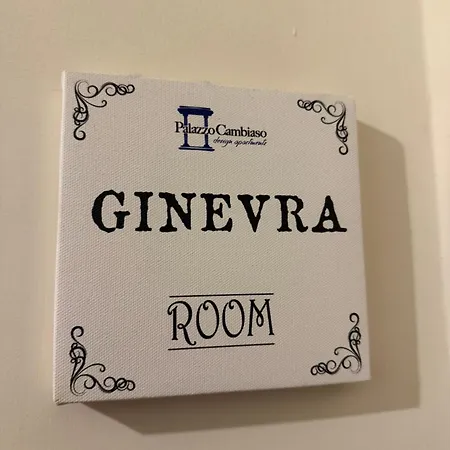 Palazzo Cambiaso
design apartments
GINEVRA
ROOM